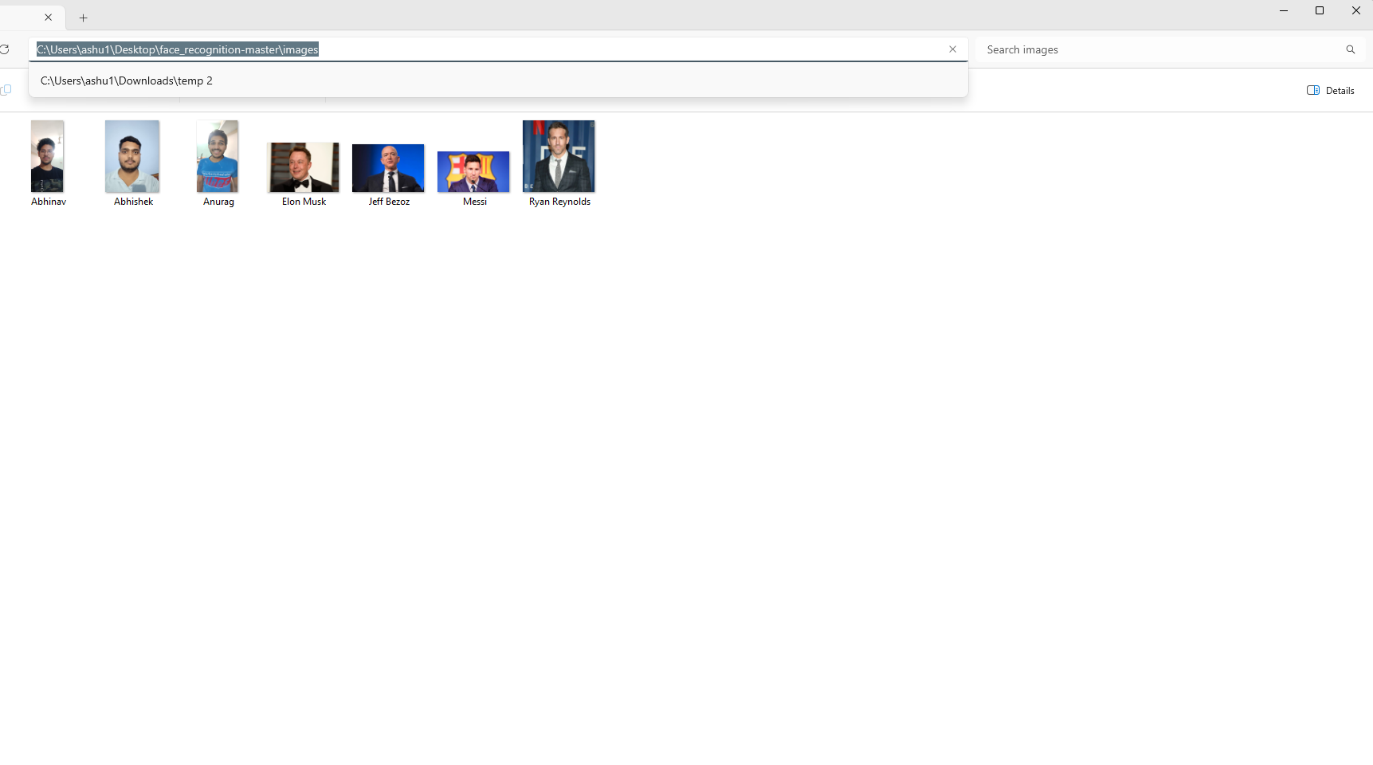 C:\Users\ashu1\Desktop\face_recognition-master\images
Search images
C:\Users\ashu1\Downloads\temp 2
Details
Abhinav
Abhishek
Anurag
Elon Musk
Jeff Bezoz
Messi
Ryan Reynolds